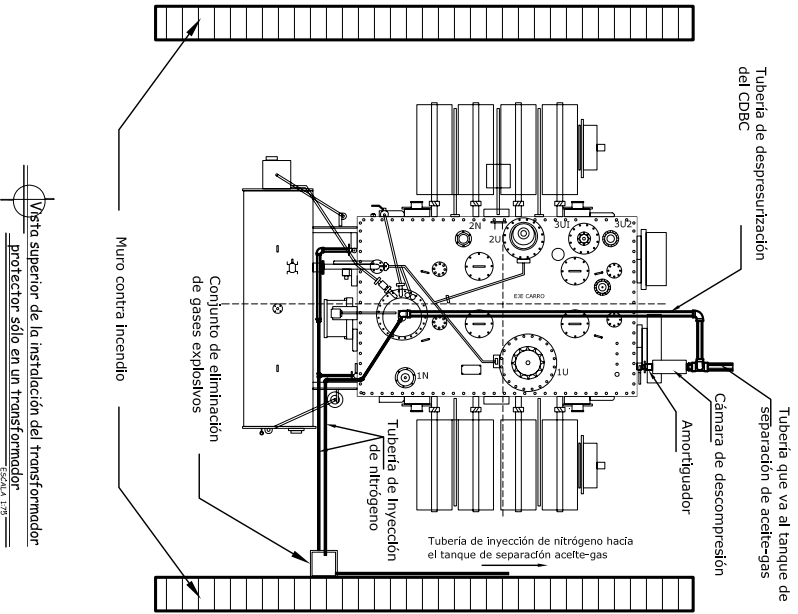 Tubería de despresurización
del CDBC
Tubería que va al tanque de
separación de aceite-gas
Cámara de descompresión
Amortiguador
2N
2U
3U1
3U2
EJE CARRO
1N
1U
Tubería de Inyección
de nitrógeno
Tubería de inyección de nitrógeno hacia
el tanque de separación aceite-gas
Conjunto de eliminación
de gases explosivos
Muro contra incendio
Vista superior de la instalación del transformador
protector sólo en un transformador
ESCALA 1:75